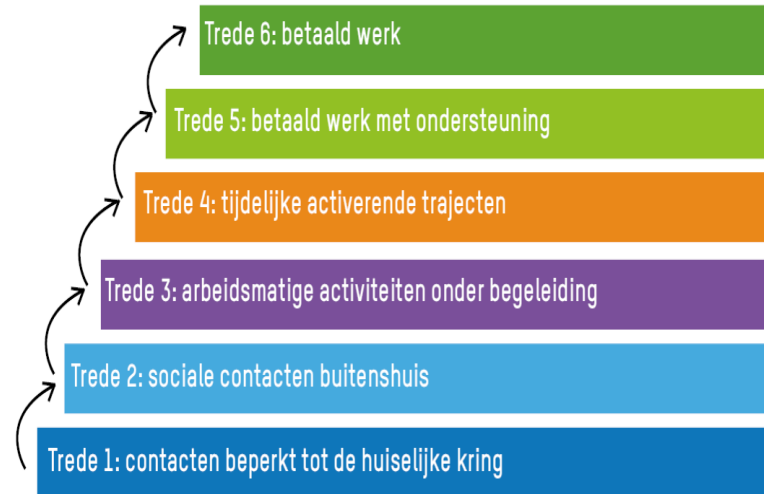 Trede 6: betaald werk
Trede 5: betaald werk met ondersteuning
Trede 4: tijdelijke activerende trajecten
Trede 3: arbeidsmatige activiteiten onder begeleiding
Trede 2: sociale contacten buitenshuis
Trede 1: contacten beperkt tot de huiselijke kring